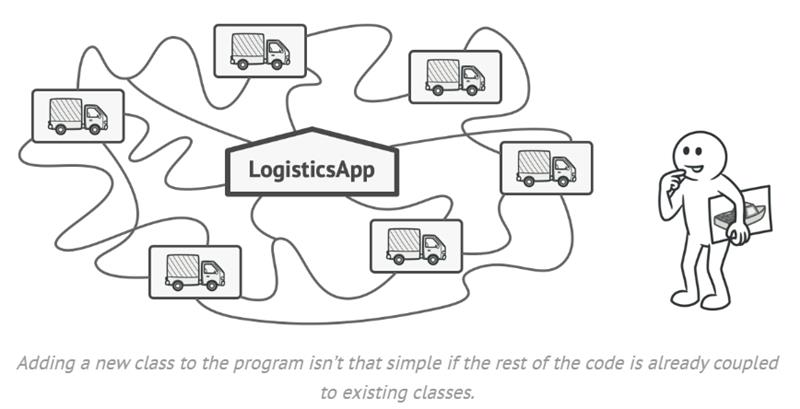 LogisticsApp
Adding a new class to the program isn't that simple if the rest of the code is already coupled
to existing classes.